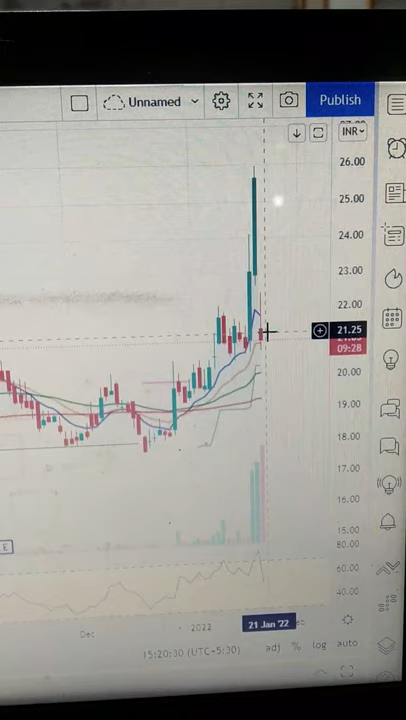 Unnamed
Publish
INR
26.00
25.00
24.00
23.00
22.00
21.25
09:28
20.00
19.00
18.00
17.00
16.00
15.00
80.00
60.00
40.00
E
Dec
2022
21 Jan '22
15:20:30 (UTC+5:30)
adj
%
log
auto